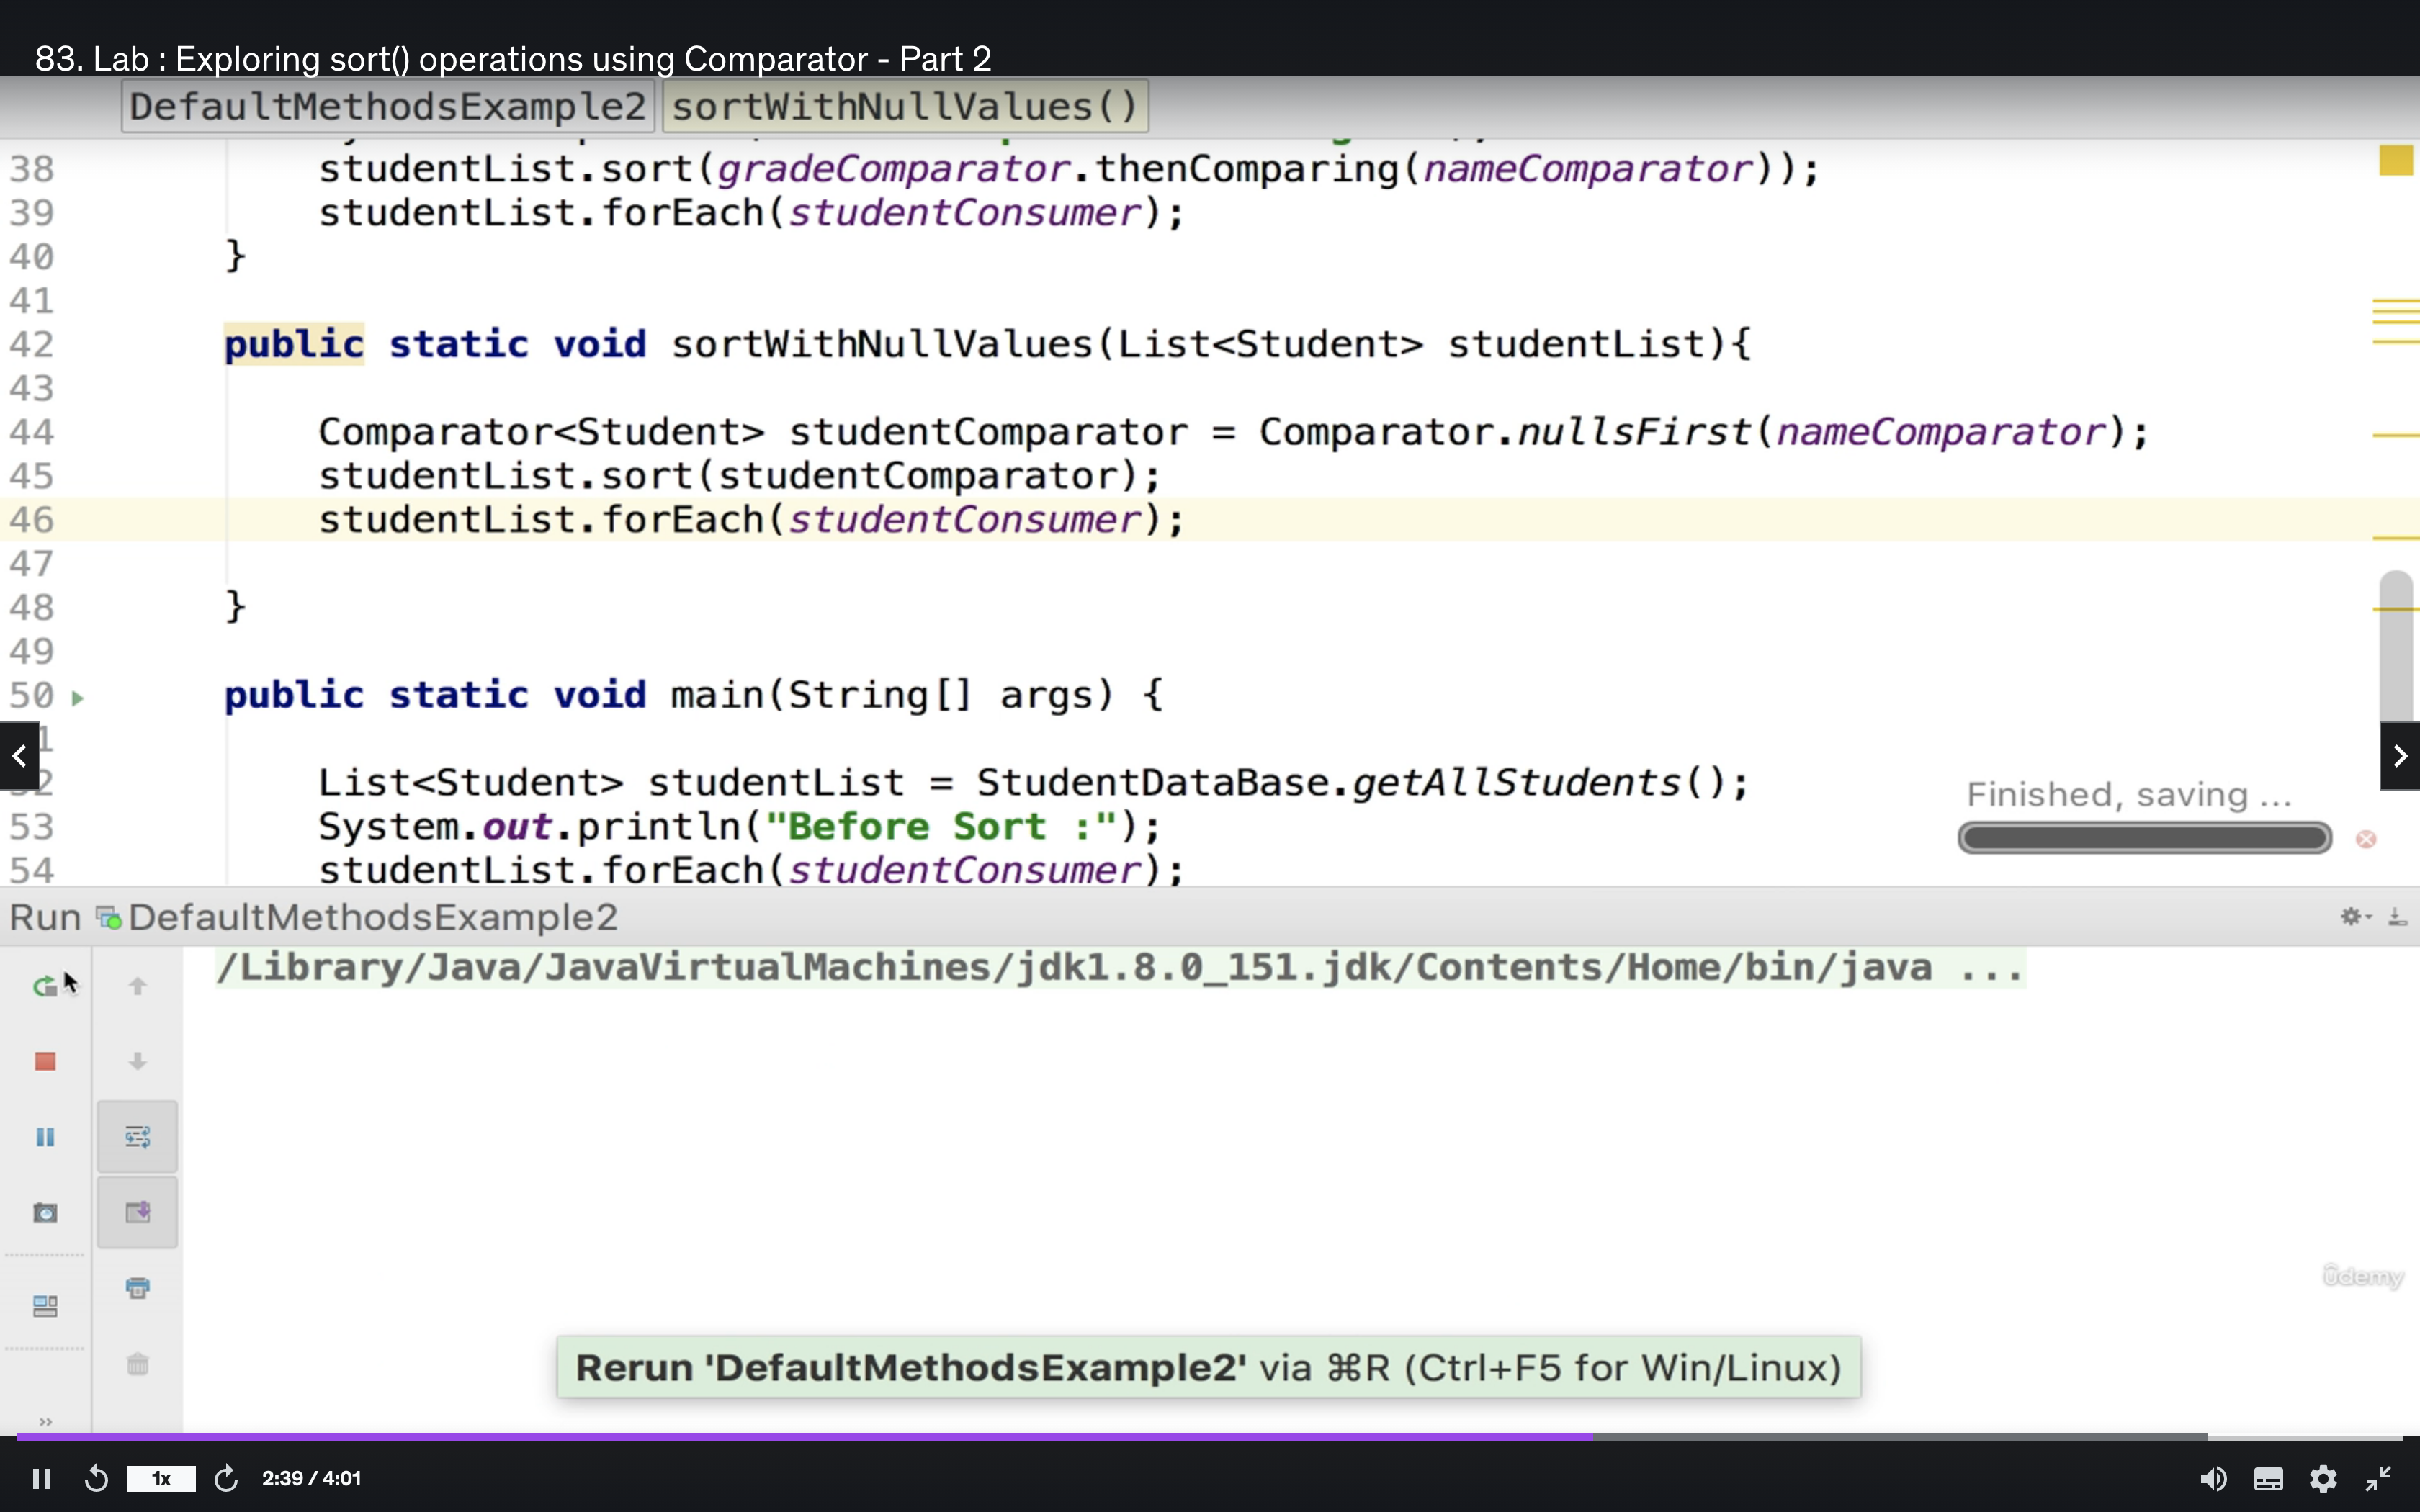 83. Lab : Exploring sort() operations using Comparator - Part 2
DefaultMethodsExample2 sortWithNullValues()
38 studentList.sort(gradeComparator.thenComparing(nameComparator));
39 studentList.forEach(studentConsumer);
40 }
41
42 public static void sortWithNullValues(List<Student> studentList){
43
44 Comparator<Student> studentComparator = Comparator.nullsFirst(nameComparator);
45 studentList.sort(studentComparator);
46 studentList.forEach(studentConsumer);
47
48 }
49
50 public static void main(String[] args) {
List<Student> studentList = StudentDataBase.getAllStudents();
Finished, saving ...
53 System.out.println("Before Sort :");
54 studentList.forEach(studentConsumer);
Run DefaultMethodsExample2
/Library/Java/JavaVirtualMachines/jdk1.8.0_151.jdk/Contents/Home/bin/java ...
ûdemy
Rerun 'DefaultMethodsExample2' via ⌘R (Ctrl+F5 for Win/Linux)
1x 2:39 / 4:01